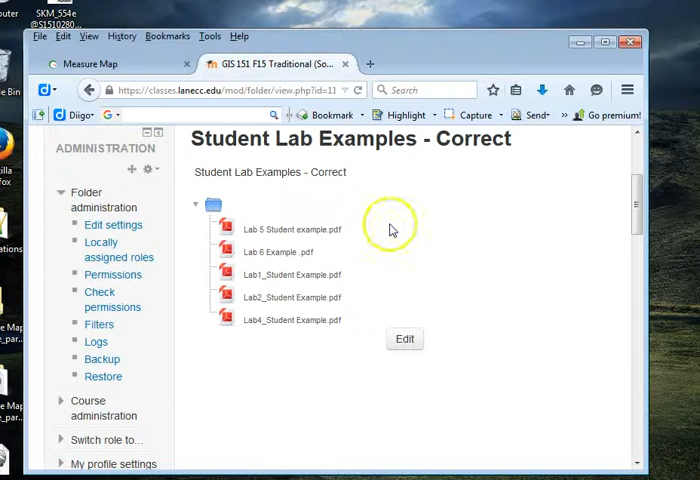 SKM_554e
@S1510280...
File Edit View History Bookmarks Tools Help
Measure Map × GIS 151 F15 Traditional (So... × +
https://classes.lanecc.edu/mod/folder/view.php?id=11 Search
Diigo Bookmark Highlight Capture Send Go premium!
Student Lab Examples - Correct
ADMINISTRATION
Student Lab Examples - Correct
Folder
administration
Edit settings
Locally
assigned roles
Permissions
Check
permissions
Filters
Logs
Backup
Restore
Course
administration
Switch role to...
My profile settings
Lab 5 Student example.pdf
Lab 6 Example .pdf
Lab1_Student Example.pdf
Lab2_Student Example.pdf
Lab4_Student Example.pdf
Edit